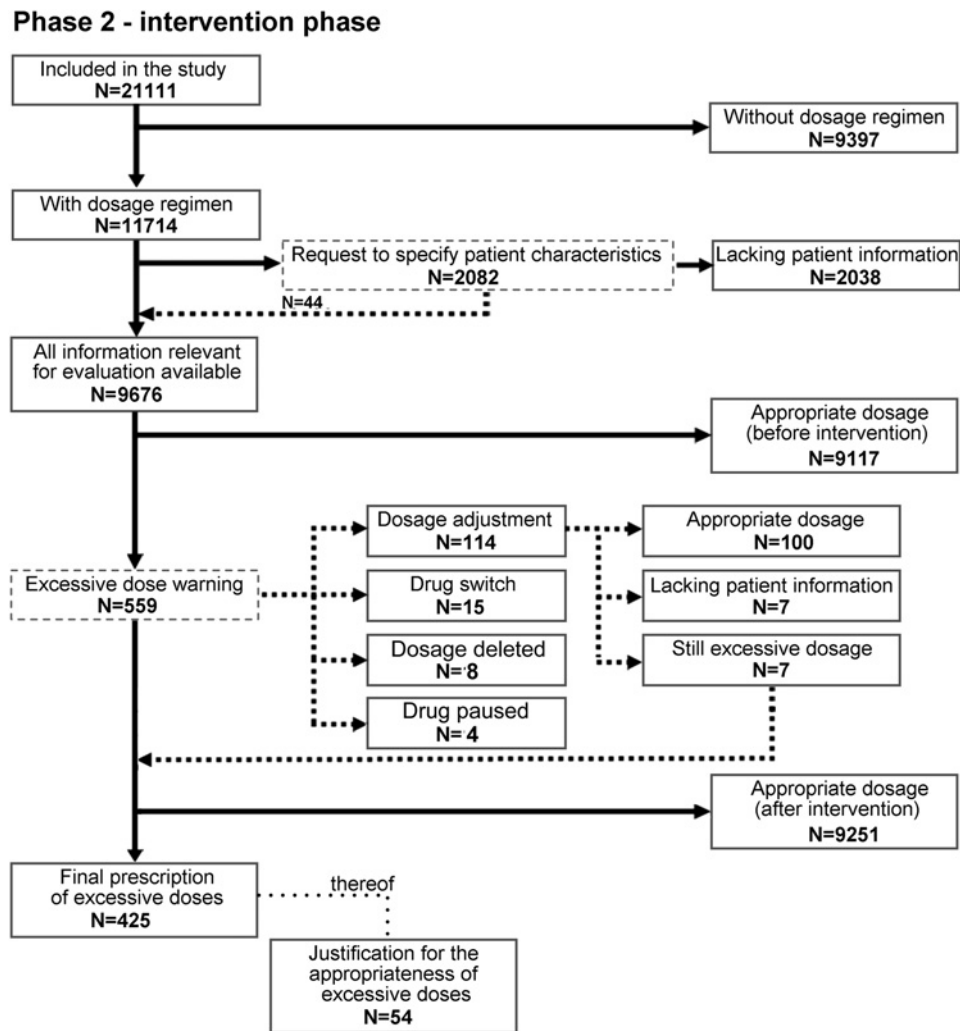 Phase 2 - intervention phase
Included in the study
N=21111
Without dosage regimen
N=9397
With dosage regimen
N=11714
Request to specify patient characteristics
N=2082
Lacking patient information
N=2038
N=44
All information relevant
for evaluation available
N=9676
Appropriate dosage
(before intervention)
N=9117
Dosage adjustment
N=114
Appropriate dosage
N=100
Excessive dose warning
N=559
Drug switch
N=15
Lacking patient information
N=7
Dosage deleted
N= 8
Still excessive dosage
N=7
Drug paused
N= 4
Appropriate dosage
(after intervention)
N=9251
Final prescription
of excessive doses
N=425
thereof
Justification for the
appropriateness of
excessive doses
N=54